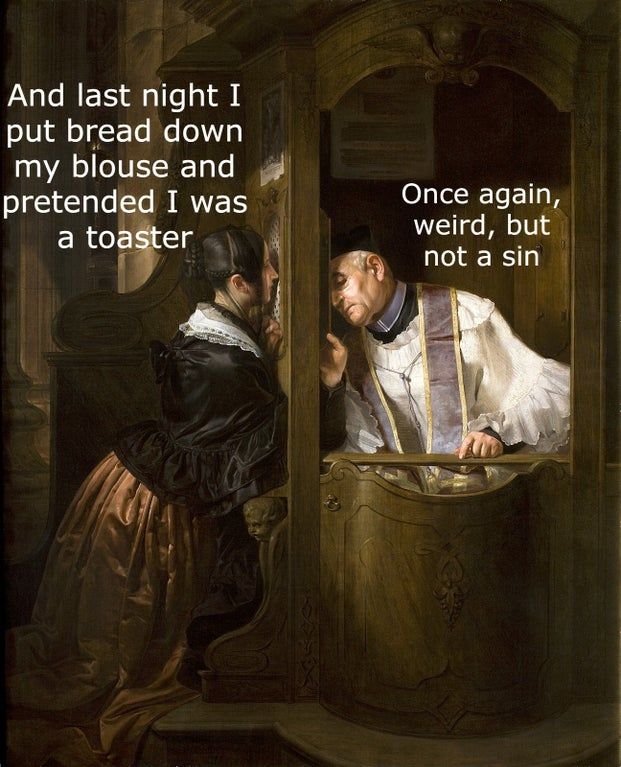 And last night I
put bread down
my blouse and
pretended I was
a toaster
Once again,
weird, but
not a sin